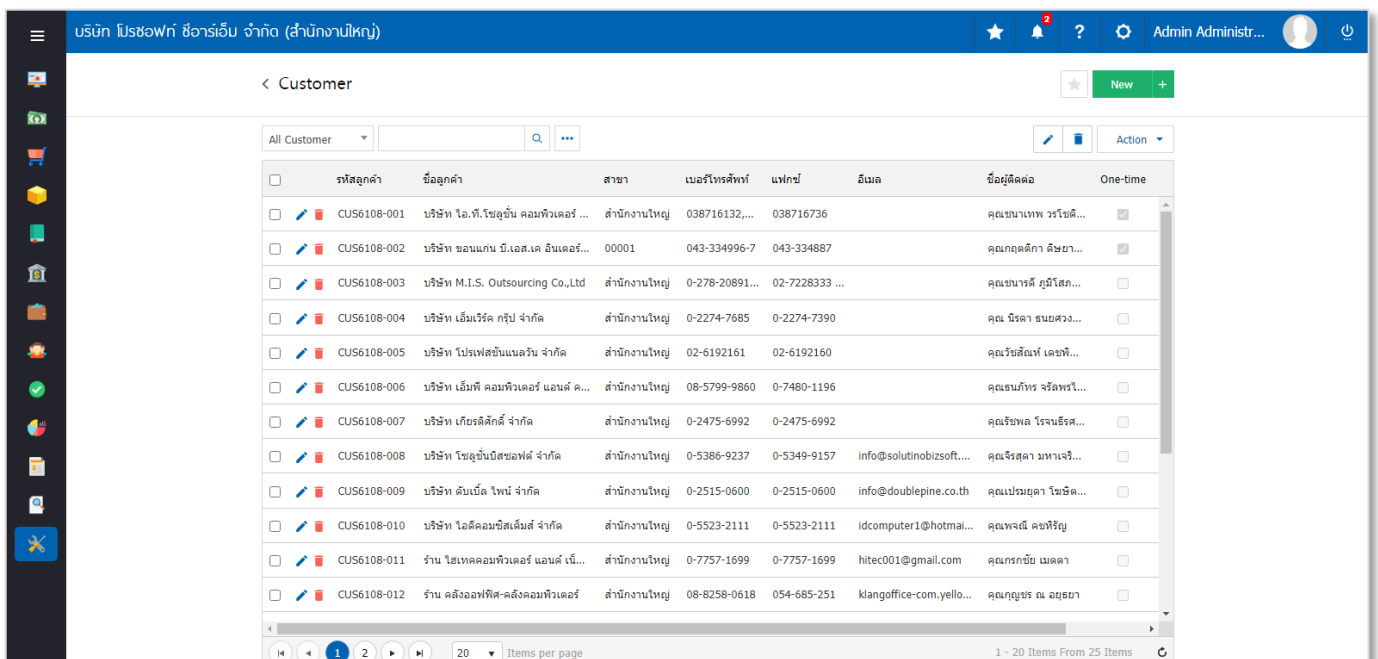 บริษัท โปรซอฟท์ ซีอาร์เอ็ม จำกัด (สำนักงานใหญ่) 2 ? Admin Administr...
< Customer New +
All Customer Action
รหัสลูกค้า ชื่อลูกค้า สาขา เบอร์โทรศัพท์ แฟกซ์ อีเมล ชื่อผู้ติดต่อ One-time
CUS6108-001 บริษัท ไอ.ที.โซลูชั่น คอมพิวเตอร์ ... สำนักงานใหญ่ 038716132,... 038716736 คุณชนาเทพ วรโชติ...
CUS6108-002 บริษัท ขอนแก่น บี.เอส.เค อินเตอร์... 00001 043-334996-7 043-334887 คุณกฤตติกา ดิษยา...
CUS6108-003 บริษัท M.I.S. Outsourcing Co.,Ltd สำนักงานใหญ่ 0-278-20891... 02-7228333 ... คุณชนารดี ภูมิโสภ...
CUS6108-004 บริษัท เอ็มเวิร์ค กรุ๊ป จำกัด สำนักงานใหญ่ 0-2274-7685 0-2274-7390 คุณ นิรดา ธนยศวง...
CUS6108-005 บริษัท โปรเฟสชันแนลวัน จำกัด สำนักงานใหญ่ 02-6192161 02-6192160 คุณวัชสัณห์ เดชพิ...
CUS6108-006 บริษัท เอ็มพี คอมพิวเตอร์ แอนด์ ค... สำนักงานใหญ่ 08-5799-9860 0-7480-1196 คุณธนภัทร จรัลพรไ...
CUS6108-007 บริษัท เกียรติศักดิ์ จำกัด สำนักงานใหญ่ 0-2475-6992 0-2475-6992 คุณรัชพล โรจนธีรศ...
CUS6108-008 บริษัท โซลูชั่นบิสซอฟต์ จำกัด สำนักงานใหญ่ 0-5386-9237 0-5349-9157 info@solutinobizsoft.... คุณจิรสุดา มหาเจริ...
CUS6108-009 บริษัท ดับเบิ้ล ไพน์ จำกัด สำนักงานใหญ่ 0-2515-0600 0-2515-0600 info@doublepine.co.th คุณเปรมยุดา โฆษิต...
CUS6108-010 บริษัท ไอดีคอมซิสเต็มส์ จำกัด สำนักงานใหญ่ 0-5523-2111 0-5523-2111 idcomputer1@hotmai... คุณพจณี คชหิรัญ
CUS6108-011 ร้าน ไฮเทคคอมพิวเตอร์ แอนด์ เน็... สำนักงานใหญ่ 0-7757-1699 0-7757-1699 hitec001@gmail.com คุณกรกชัย เมตตา
CUS6108-012 ร้าน คลังออฟฟิศ-คลังคอมพิวเตอร์ สำนักงานใหญ่ 08-8258-0618 054-685-251 klangoffice-com.yello... คุณกุญชร ณ อยุธยา
1 2 20 Items per page 1 - 20 Items From 25 Items